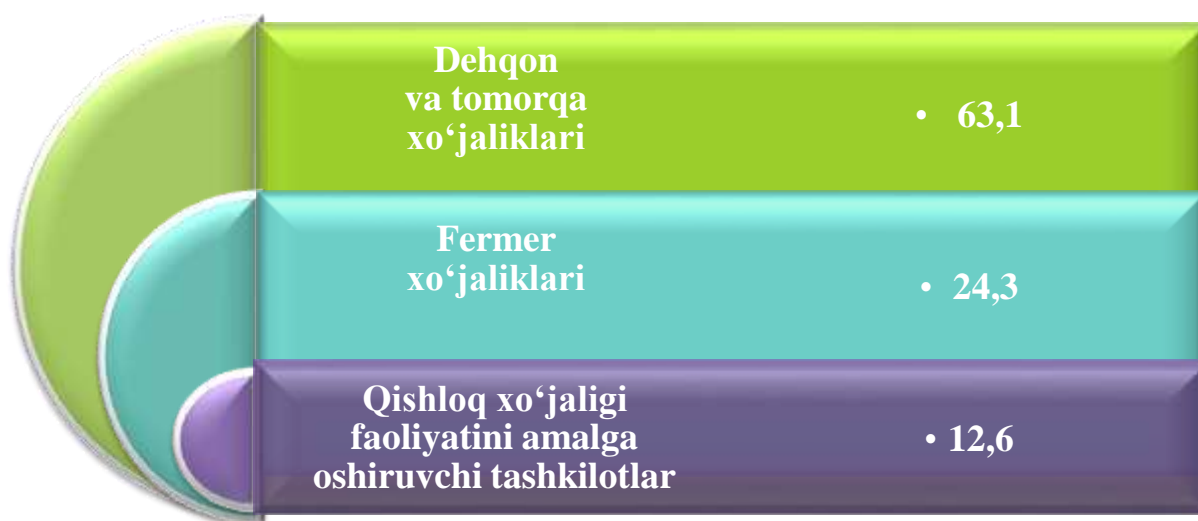 Dehqon
va tomorqa
xo‘jaliklari
• 63,1
Fermer
xo‘jaliklari
• 24,3
Qishloq xo‘jaligi
faoliyatini amalga
oshiruvchi tashkilotlar
• 12,6